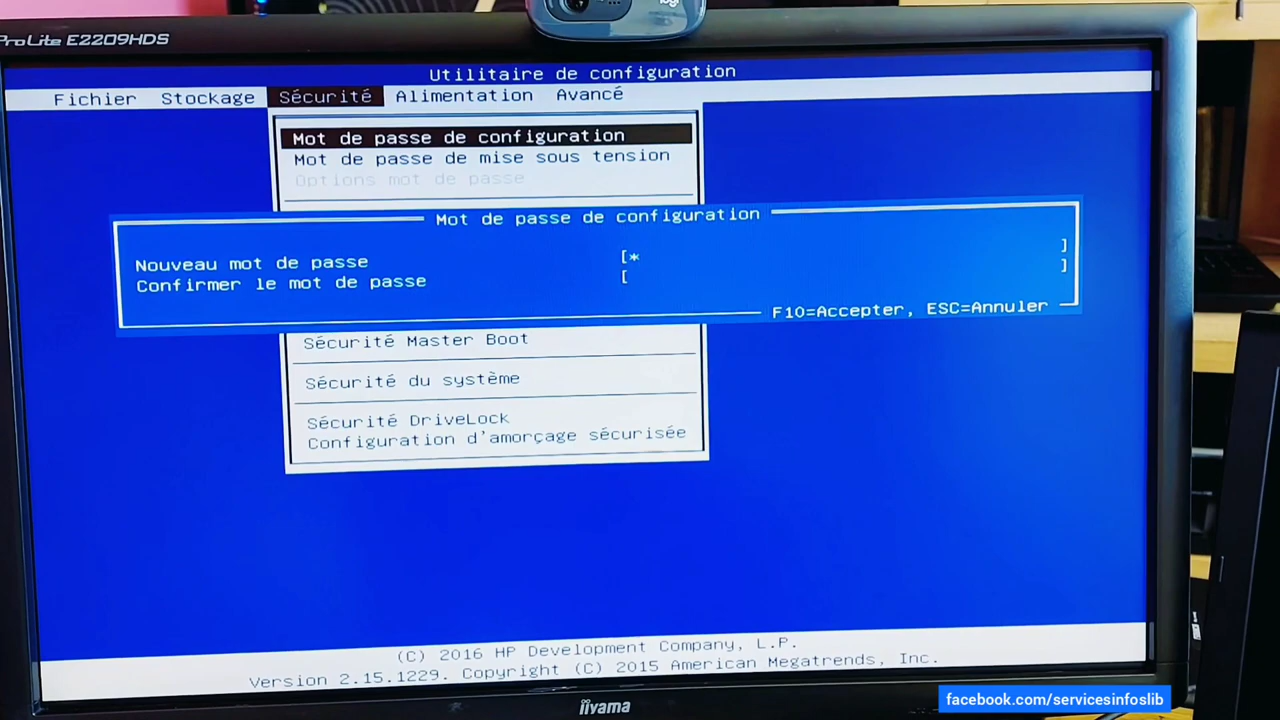 logi
ProLite E2209HDS
Utilitaire de configuration
Fichier Stockage Sécurité Alimentation Avancé
Mot de passe de configuration
Mot de passe de mise sous tension
Options mot de passe
Mot de passe de configuration
Nouveau mot de passe [* ]
Confirmer le mot de passe [ ]
F10=Accepter, ESC=Annuler
Sécurité Master Boot
Sécurité du système
Sécurité DriveLock
Configuration d'amorçage sécurisée
(C) 2016 HP Development Company, L.P.
Version 2.15.1229. Copyright (C) 2015 American Megatrends, Inc.
iiyama
facebook.com/servicesinfoslib